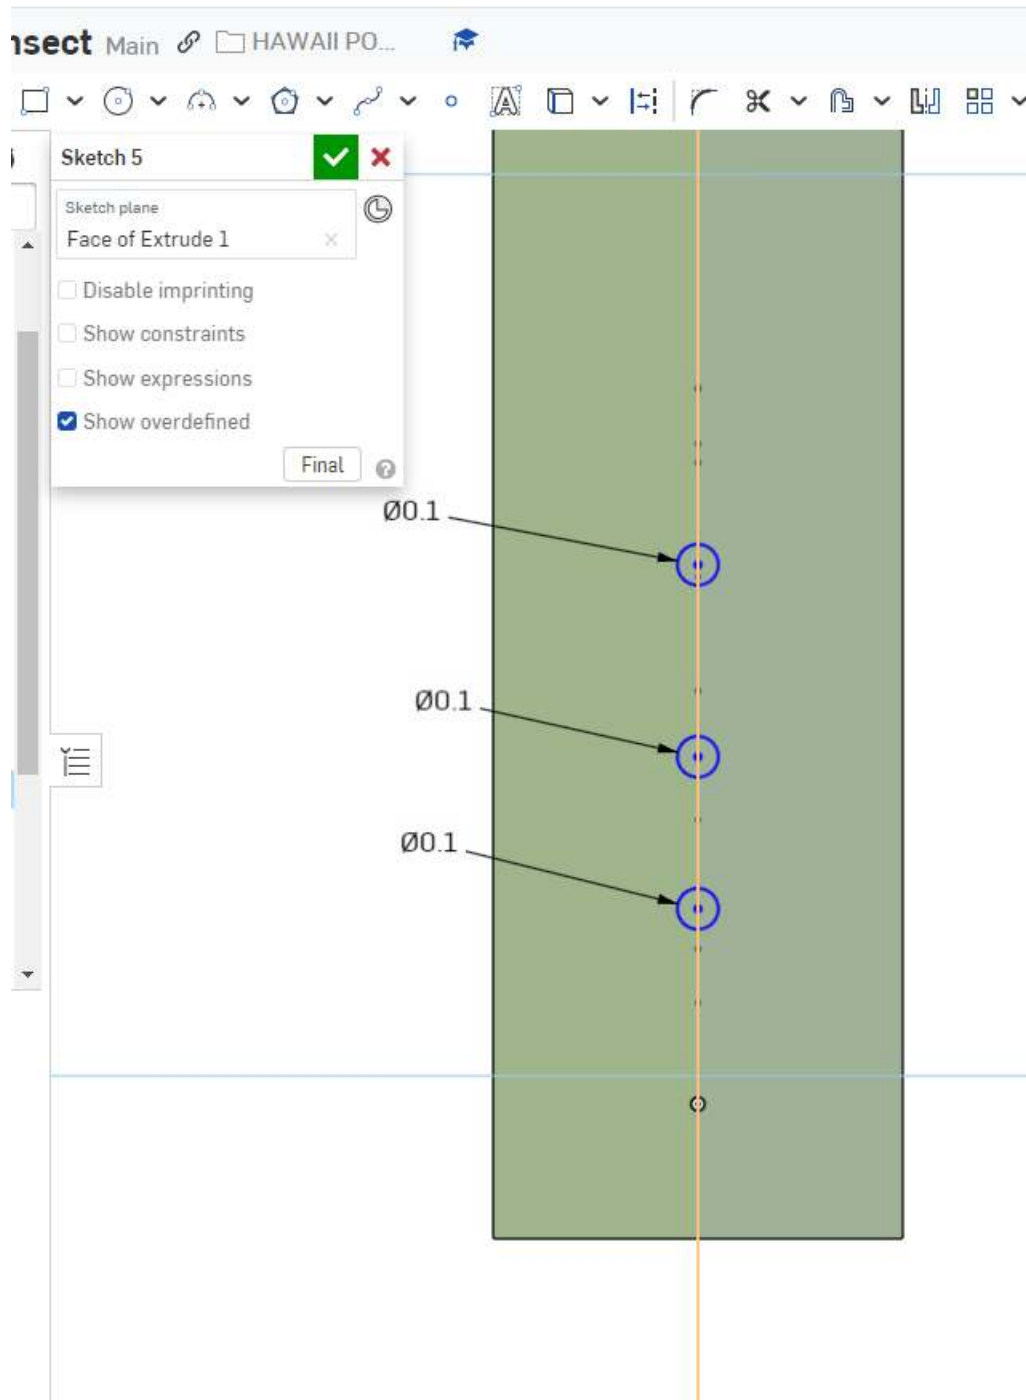 Main HAWAII PO...
Sketch 5
Sketch plane
Face of Extrude 1
Disable imprinting
Show constraints
Show expressions
Show overdefined
Final
Ø0.1
Ø0.1
Ø0.1